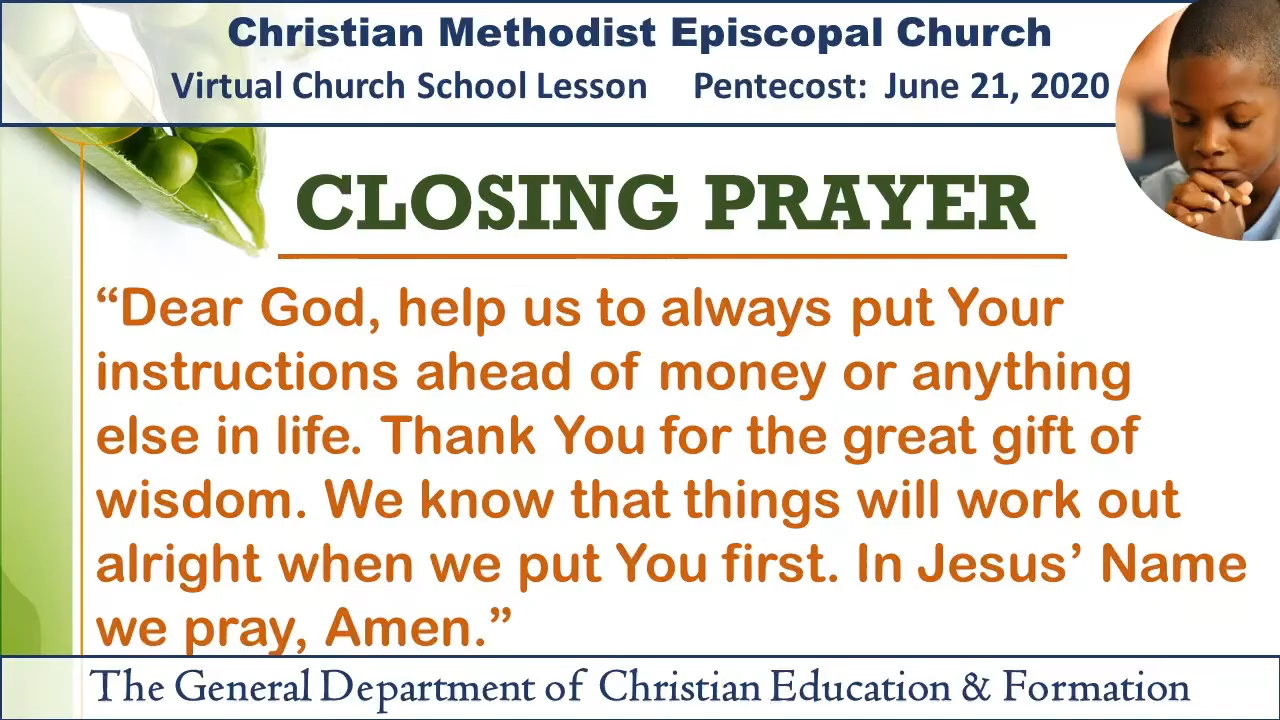 Christian Methodist Episcopal Church
Virtual Church School Lesson Pentecost: June 21, 2020
CLOSING PRAYER
“Dear God, help us to always put Your
instructions ahead of money or anything
else in life. Thank You for the great gift of
wisdom. We know that things will work out
alright when we put You first. In Jesus’ Name
we pray, Amen.”
The General Department of Christian Education & Formation